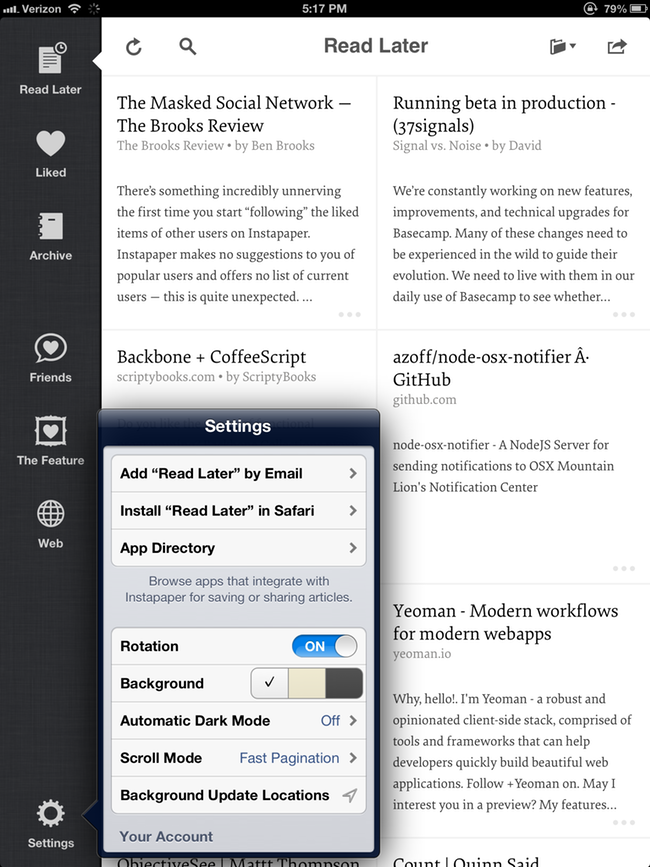 Verizon
5:17 PM
79%
Read Later
Liked
Archive
Friends
The Feature
Web
Settings
Read Later
The Masked Social Network —
The Brooks Review
The Brooks Review • by Ben Brooks
There's something incredibly unnerving
the first time you start “following” the liked
items of other users on Instapaper.
Instapaper makes no suggestions to you of
popular users and offers no list of current
users — this is quite unexpected. ...
Running beta in production -
(37signals)
Signal vs. Noise • by David
We're constantly working on new features,
improvements, and technical upgrades for
Basecamp. Many of these changes need to
be experienced in the wild to guide their
evolution. We need to live with them in our
daily use of Basecamp to see whether...
Backbone + CoffeeScript
scriptybooks.com • by ScriptyBooks
azoff/node-osx-notifier Â·
GitHub
github.com
node-osx-notifier - A NodeJS Server for
sending notifications to OSX Mountain
Lion's Notification Center
Settings
Add “Read Later” by Email
Install “Read Later” in Safari
App Directory
Browse apps that integrate with
Instapaper for saving or sharing articles.
Rotation ON
Background
Automatic Dark Mode Off
Scroll Mode Fast Pagination
Background Update Locations
Your Account
Yeoman - Modern workflows
for modern webapps
yeoman.io
Why, hello!. I'm Yeoman - a robust and
opinionated client-side stack, comprised of
tools and frameworks that can help
developers quickly build beautiful web
applications. Follow +Yeoman on. May I
interest you in a preview? My features...
ObjectiveSee | Mattt Thompson
Count | Quinn Said